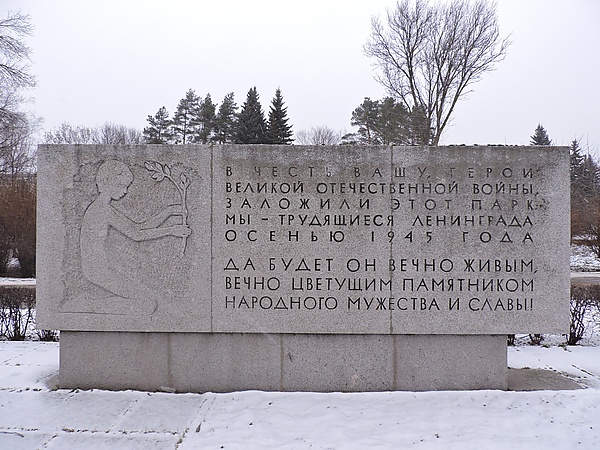 В ЧЕСТЬ ВАШУ, ГЕРОИ
ВЕЛИКОЙ ОТЕЧЕСТВЕННОЙ ВОЙНЫ,
ЗАЛОЖИЛИ ЭТОТ ПАРК
МЫ - ТРУДЯЩИЕСЯ ЛЕНИНГРАДА
ОСЕНЬЮ 1945 ГОДА
ДА БУДЕТ ОН ВЕЧНО ЖИВЫМ,
ВЕЧНО ЦВЕТУЩИМ ПАМЯТНИКОМ
НАРОДНОГО МУЖЕСТВА И СЛАВЫ!